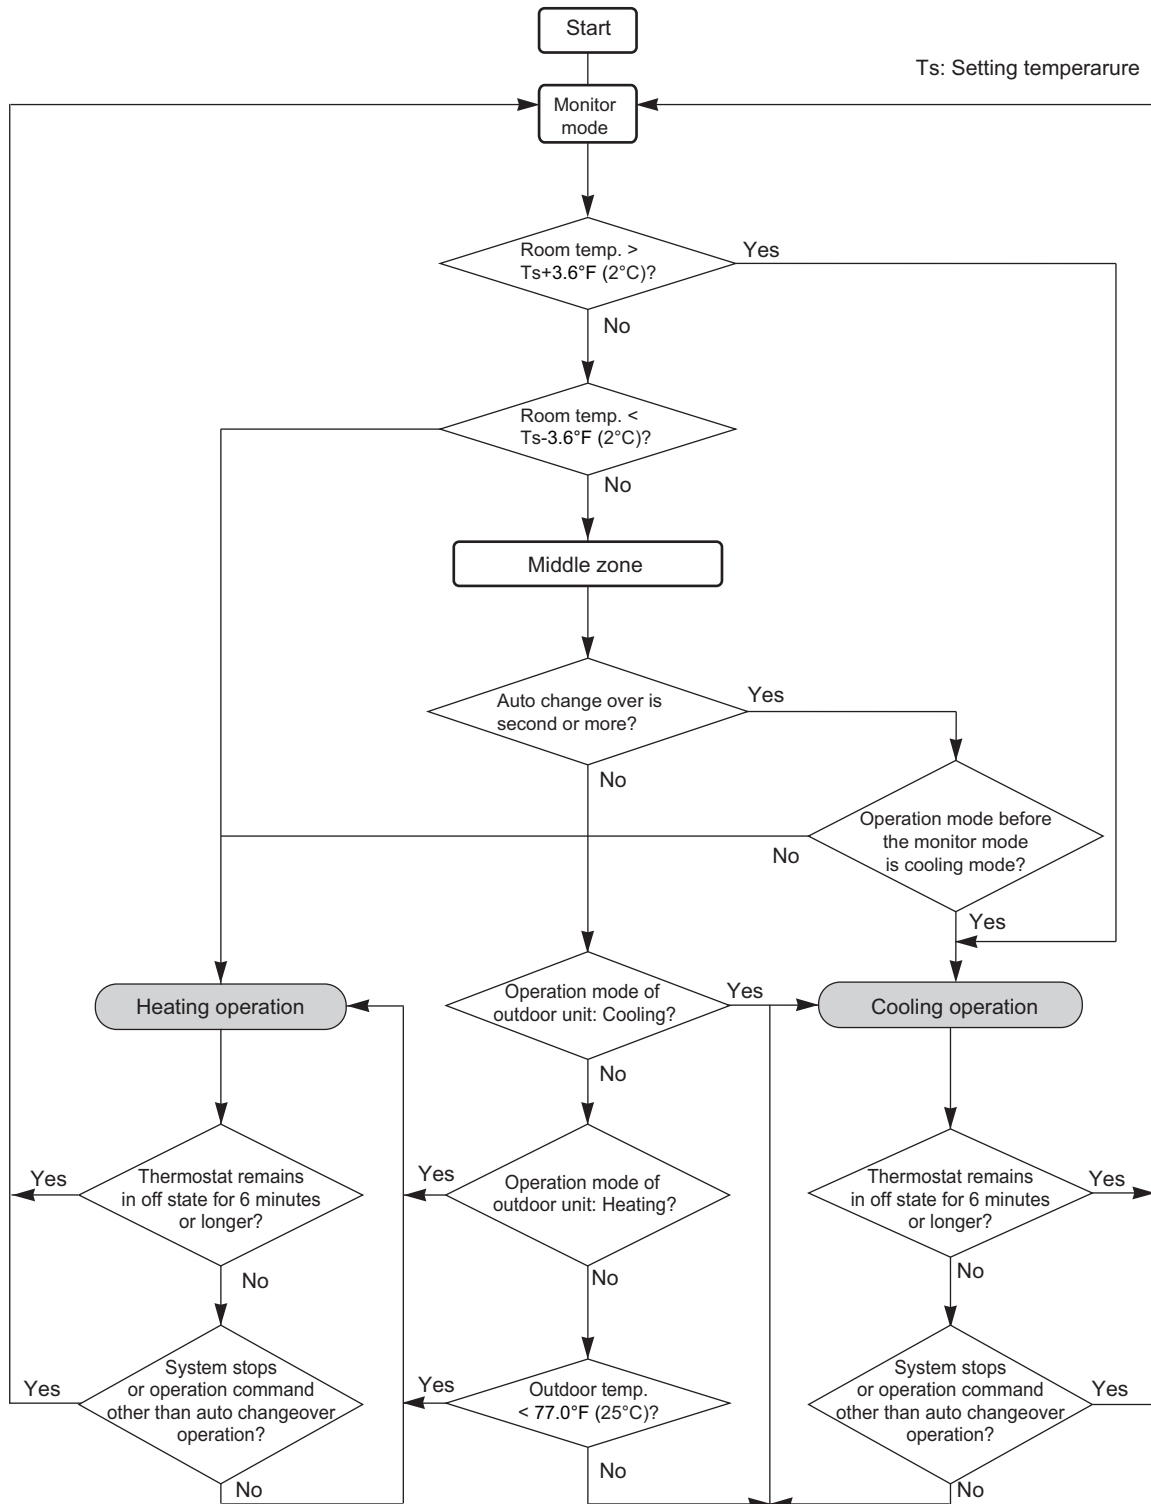 Start
Ts: Setting temperarure
Monitor
mode
Room temp. >
Ts+3.6°F (2°C)?
Yes
No
Room temp. <
Ts-3.6°F (2°C)?
No
Middle zone
Auto change over is
second or more?
Yes
No
Operation mode before
the monitor mode
is cooling mode?
No
Yes
Heating operation
Operation mode of
outdoor unit: Cooling?
Yes
Cooling operation
No
Yes
Thermostat remains
in off state for 6 minutes
or longer?
No
Yes
Operation mode of
outdoor unit: Heating?
No
Thermostat remains
in off state for 6 minutes
or longer?
Yes
No
Yes
System stops
or operation command
other than auto changeover
operation?
No
Yes
Outdoor temp.
< 77.0°F (25°C)?
No
System stops
or operation command
other than auto changeover
operation?
Yes
No